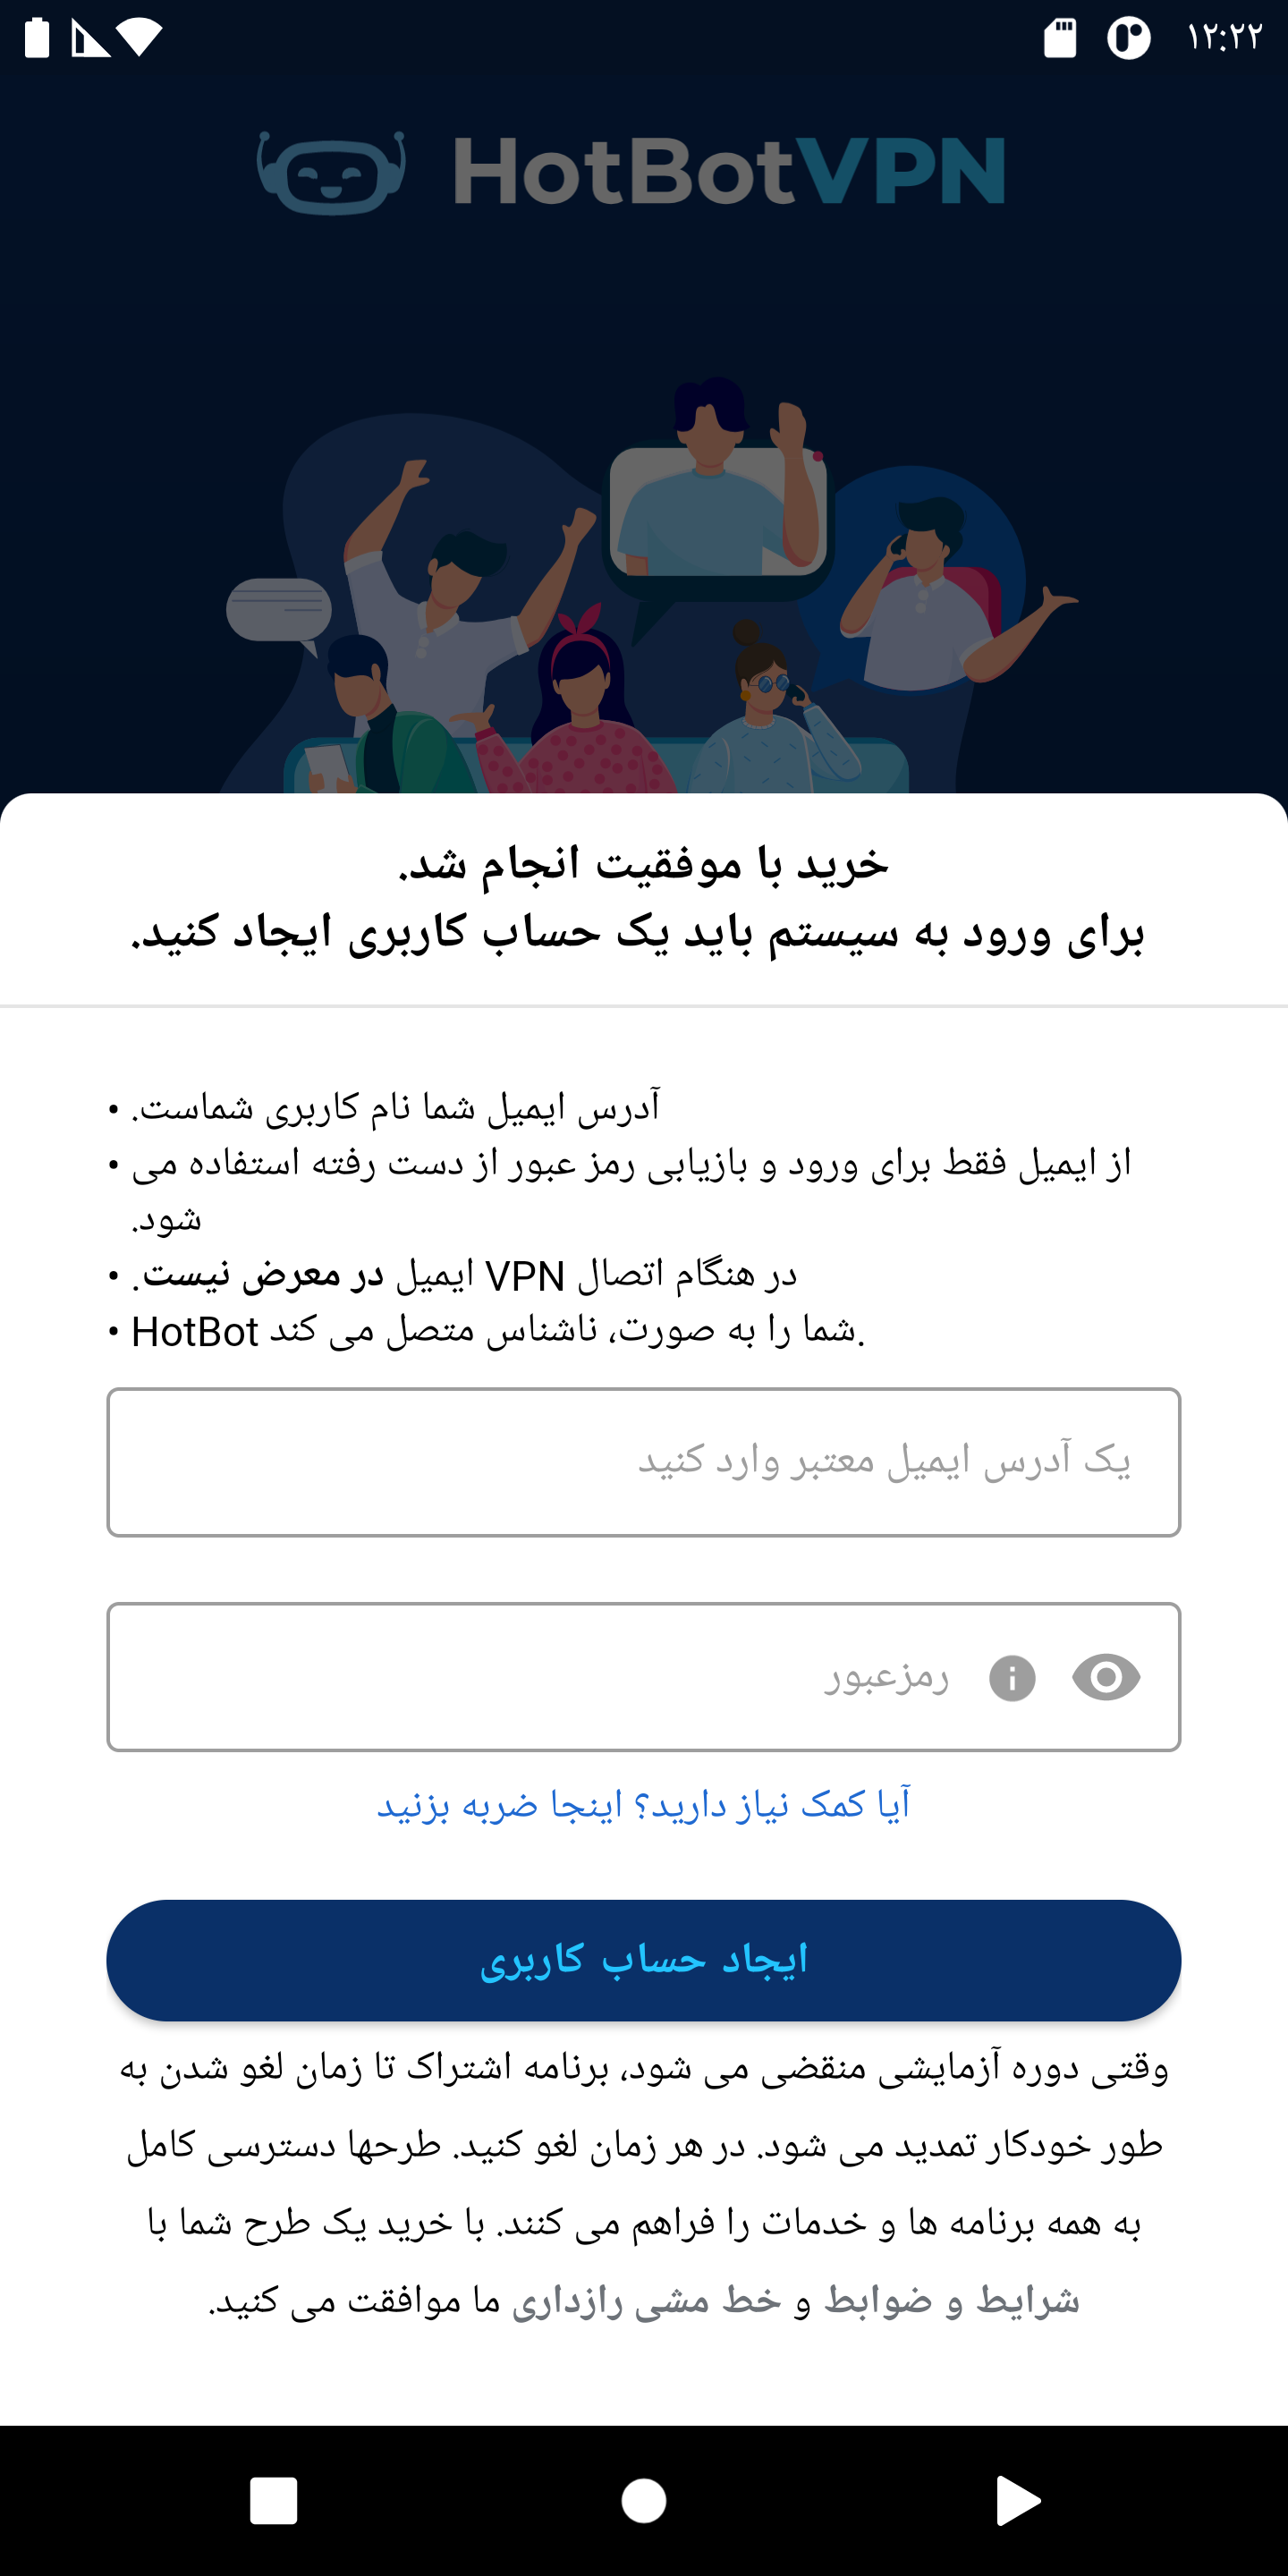 ۱۲:۲۲
HotBotVPN
خرید با موفقیت انجام شد.
برای ورود به سیستم باید یک حساب کاربری ایجاد کنید.
• آدرس ایمیل شما نام کاربری شماست.
• از ایمیل فقط برای ورود و بازیابی رمز عبور از دست رفته استفاده می
شود.
• در هنگام اتصال VPN ایمیل در معرض نیست.
• HotBot شما را به صورت، ناشناس متصل می کند.
یک آدرس ایمیل معتبر وارد کنید
رمزعبور
آیا کمک نیاز دارید؟ اینجا ضربه بزنید
ایجاد حساب کاربری
وقتی دوره آزمایشی منقضی می شود، برنامه اشتراک تا زمان لغو شدن به
طور خودکار تمدید می شود. در هر زمان لغو کنید. طرحها دسترسی کامل
به همه برنامه ها و خدمات را فراهم می کنند. با خرید یک طرح شما با
شرایط و ضوابط و خط مشی رازداری ما موافقت می کنید.